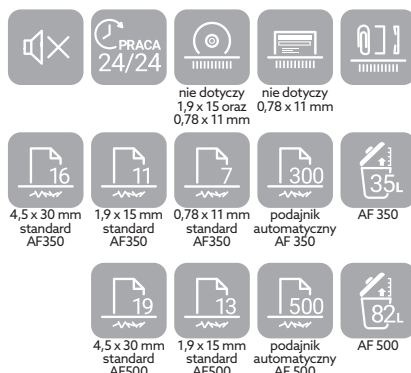 PRACA
24/24
nie dotyczy
1,9 x 15 oraz
0,78 x 11 mm
nie dotyczy
0,78 x 11 mm
16
4,5 x 30 mm
standard
AF350
11
1,9 x 15 mm
standard
AF350
7
0,78 x 11 mm
standard
AF350
300
podajnik
automatyczny
AF 350
35L
AF 350
19
4,5 x 30 mm
standard
AF500
13
1,9 x 15 mm
standard
AF500
500
podajnik
automatyczny
AF 500
82L
AF 500